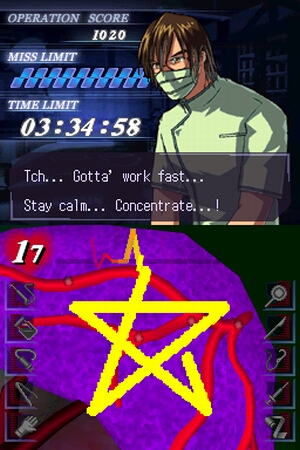 OPERATION SCORE
1020
MISS LIMIT
TIME LIMIT
03:34:58
Tch... Gotta' work fast...
Stay calm... Concentrate...!
17